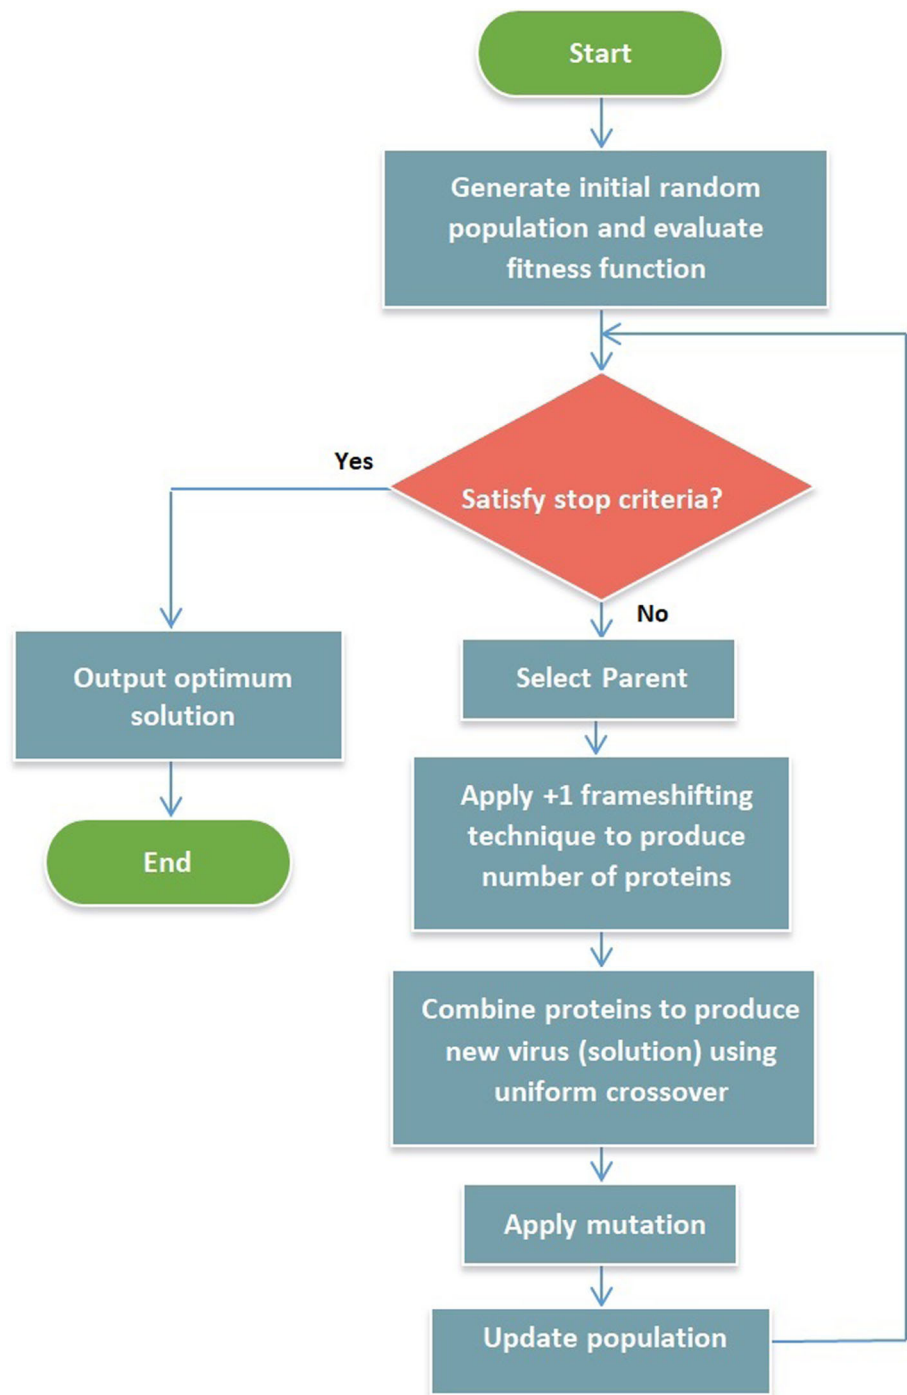 Start
Generate initial random
population and evaluate
fitness function
Satisfy stop criteria?
Yes
No
Output optimum
solution
End
Select Parent
Apply +1 frameshifting
technique to produce
number of proteins
Combine proteins to produce
new virus (solution) using
uniform crossover
Apply mutation
Update population